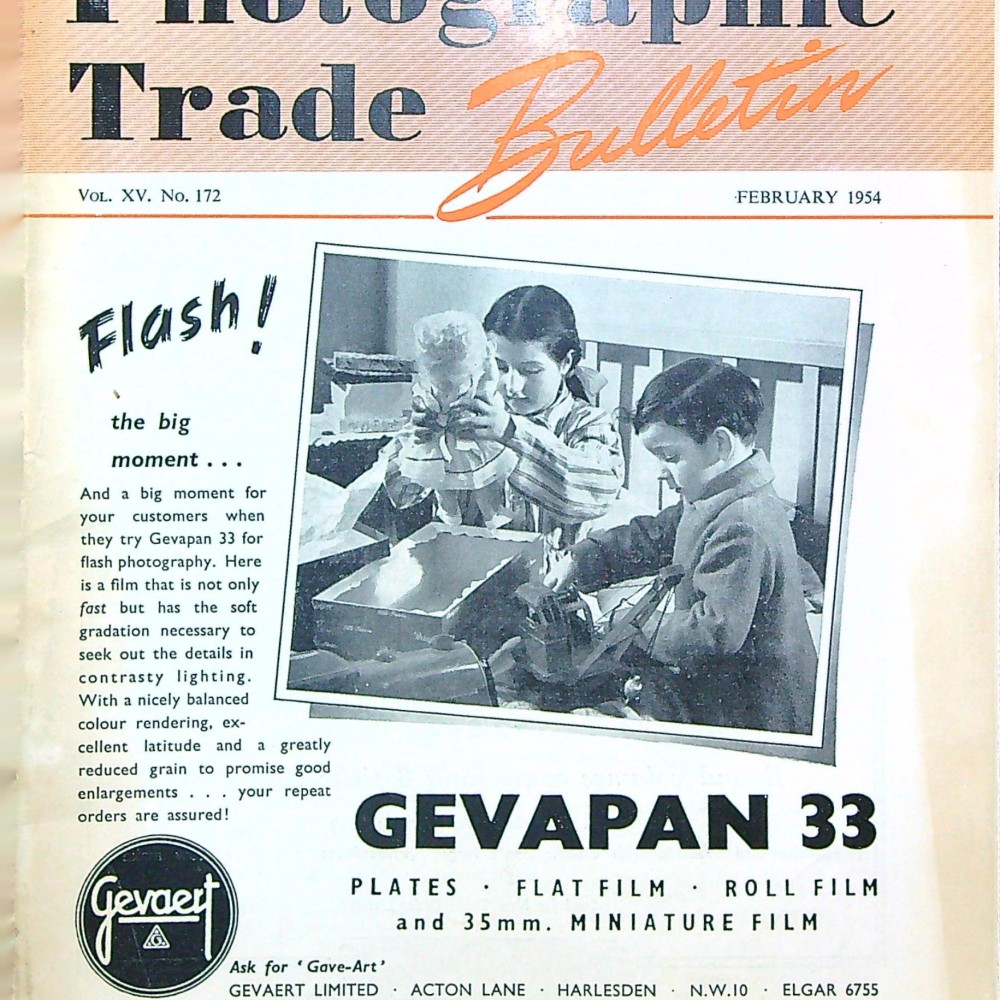 Photographic
Trade Bulletin
VOL. XV. No. 172
FEBRUARY 1954
Flash!
the big
moment . . .
And a big moment for
your customers when
they try Gevapan 33 for
flash photography. Here
is a film that is not only
fast but has the soft
gradation necessary to
seek out the details in
contrasty lighting.
With a nicely balanced
colour rendering, ex-
cellent latitude and a greatly
reduced grain to promise good
enlargements . . . your repeat
orders are assured!
GEVAPAN 33
PLATES · FLAT FILM · ROLL FILM
and 35mm. MINIATURE FILM
Gevaert
G.
Ask for ‘Gave-Art’
GEVAERT LIMITED · ACTON LANE · HARLESDEN · N.W.10 · ELGAR 6755